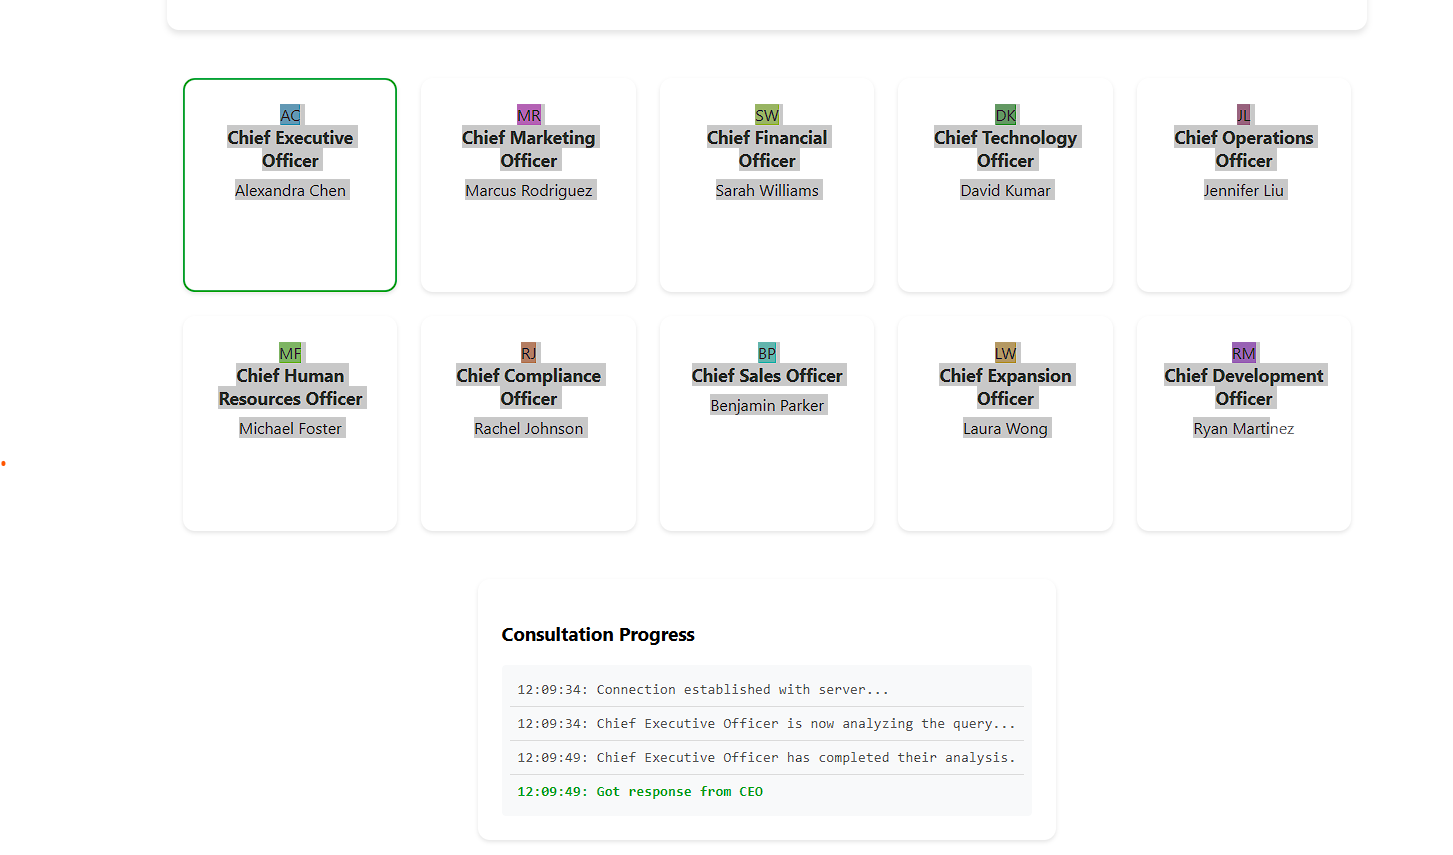 AC
Chief Executive
Officer
Alexandra Chen
MR
Chief Marketing
Officer
Marcus Rodriguez
SW
Chief Financial
Officer
Sarah Williams
DK
Chief Technology
Officer
David Kumar
JL
Chief Operations
Officer
Jennifer Liu
MF
Chief Human
Resources Officer
Michael Foster
RJ
Chief Compliance
Officer
Rachel Johnson
BP
Chief Sales Officer
Benjamin Parker
LW
Chief Expansion
Officer
Laura Wong
RM
Chief Development
Officer
Ryan Martinez
Consultation Progress
12:09:34: Connection established with server...
12:09:34: Chief Executive Officer is now analyzing the query...
12:09:49: Chief Executive Officer has completed their analysis.
12:09:49: Got response from CEO